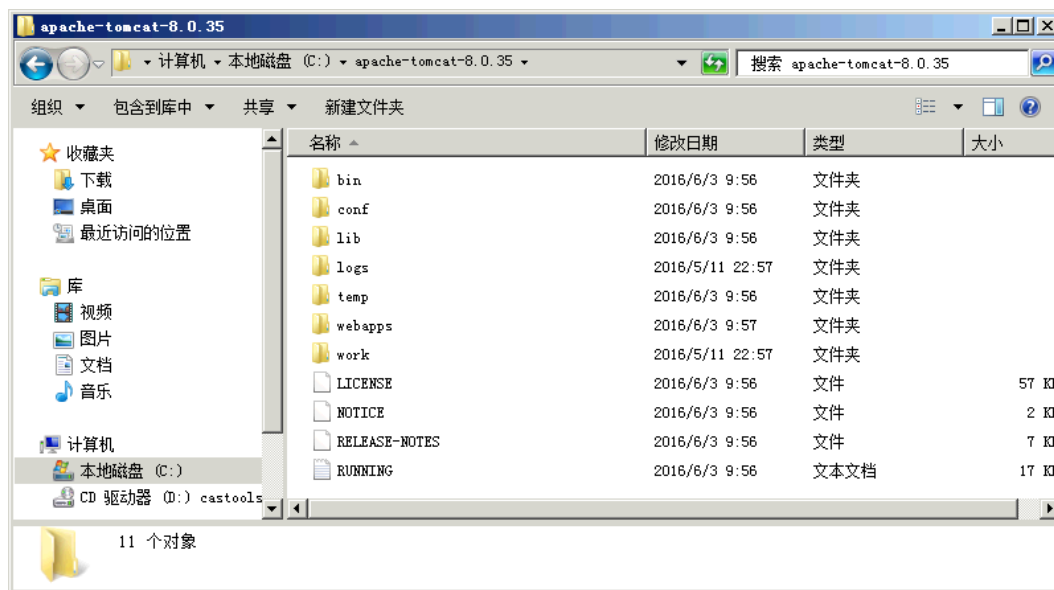 apache-tomcat-8.0.35
计算机 本地磁盘 (C:) apache-tomcat-8.0.35
搜索 apache-tomcat-8.0.35
组织 包含到库中 共享 新建文件夹
名称 修改日期 类型 大小
收藏夹
下载
桌面
最近访问的位置
库
视频
图片
文档
音乐
计算机
本地磁盘 (C:)
CD 驱动器 (D:) castools
bin 2016/6/3 9:56 文件夹
conf 2016/6/3 9:56 文件夹
lib 2016/6/3 9:56 文件夹
logs 2016/5/11 22:57 文件夹
temp 2016/6/3 9:56 文件夹
webapps 2016/6/3 9:57 文件夹
work 2016/5/11 22:57 文件夹
LICENSE 2016/6/3 9:56 文件 57
NOTICE 2016/6/3 9:56 文件 2
RELEASE-NOTES 2016/6/3 9:56 文件 7
RUNNING 2016/6/3 9:56 文本文档 17
11 个对象